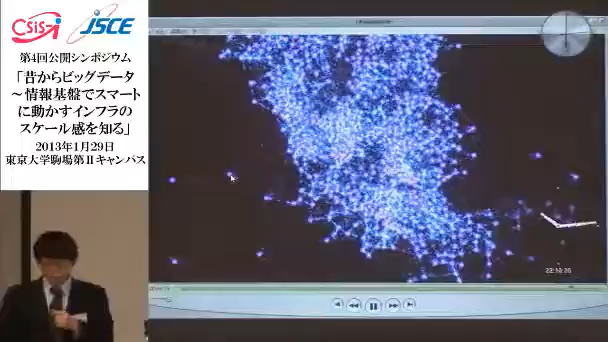 CSiS-i
JSCE
第4回公開シンポジウム
「昔からビッグデータ
～情報基盤でスマート
に動かすインフラの
スケール感を知る」
2013年1月29日
東京大学駒場第Ⅱキャンパス